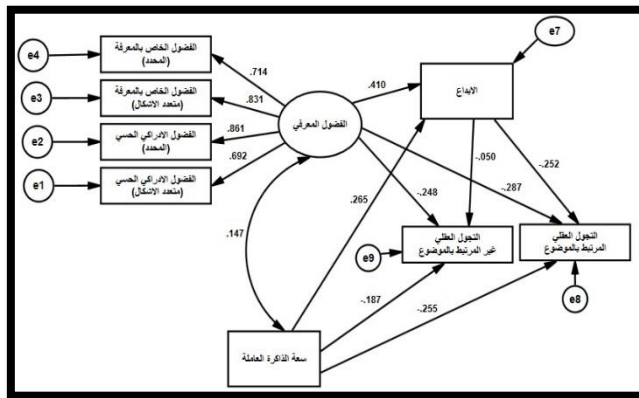 e4
الفضول الخاص بالمعرفة
(المحدد)
e3
الفضول الخاص بالمعرفة
(متعدد الاشكال)
e2
الفضول الادراكي الحسي
(المحدد)
e1
الفضول الادراكي الحسي
(متعدد الاشكال)
.714
.831
.861
.692
الفضول المعرفي
.410
الابداع
e7
-.050
-.252
.265
-.248
-.287
.147
التجول العقلي
غير المرتبط بالموضوع
التجول العقلي
المرتبط بالموضوع
e9
e8
-.187
-.255
سعة الذاكرة العاملة